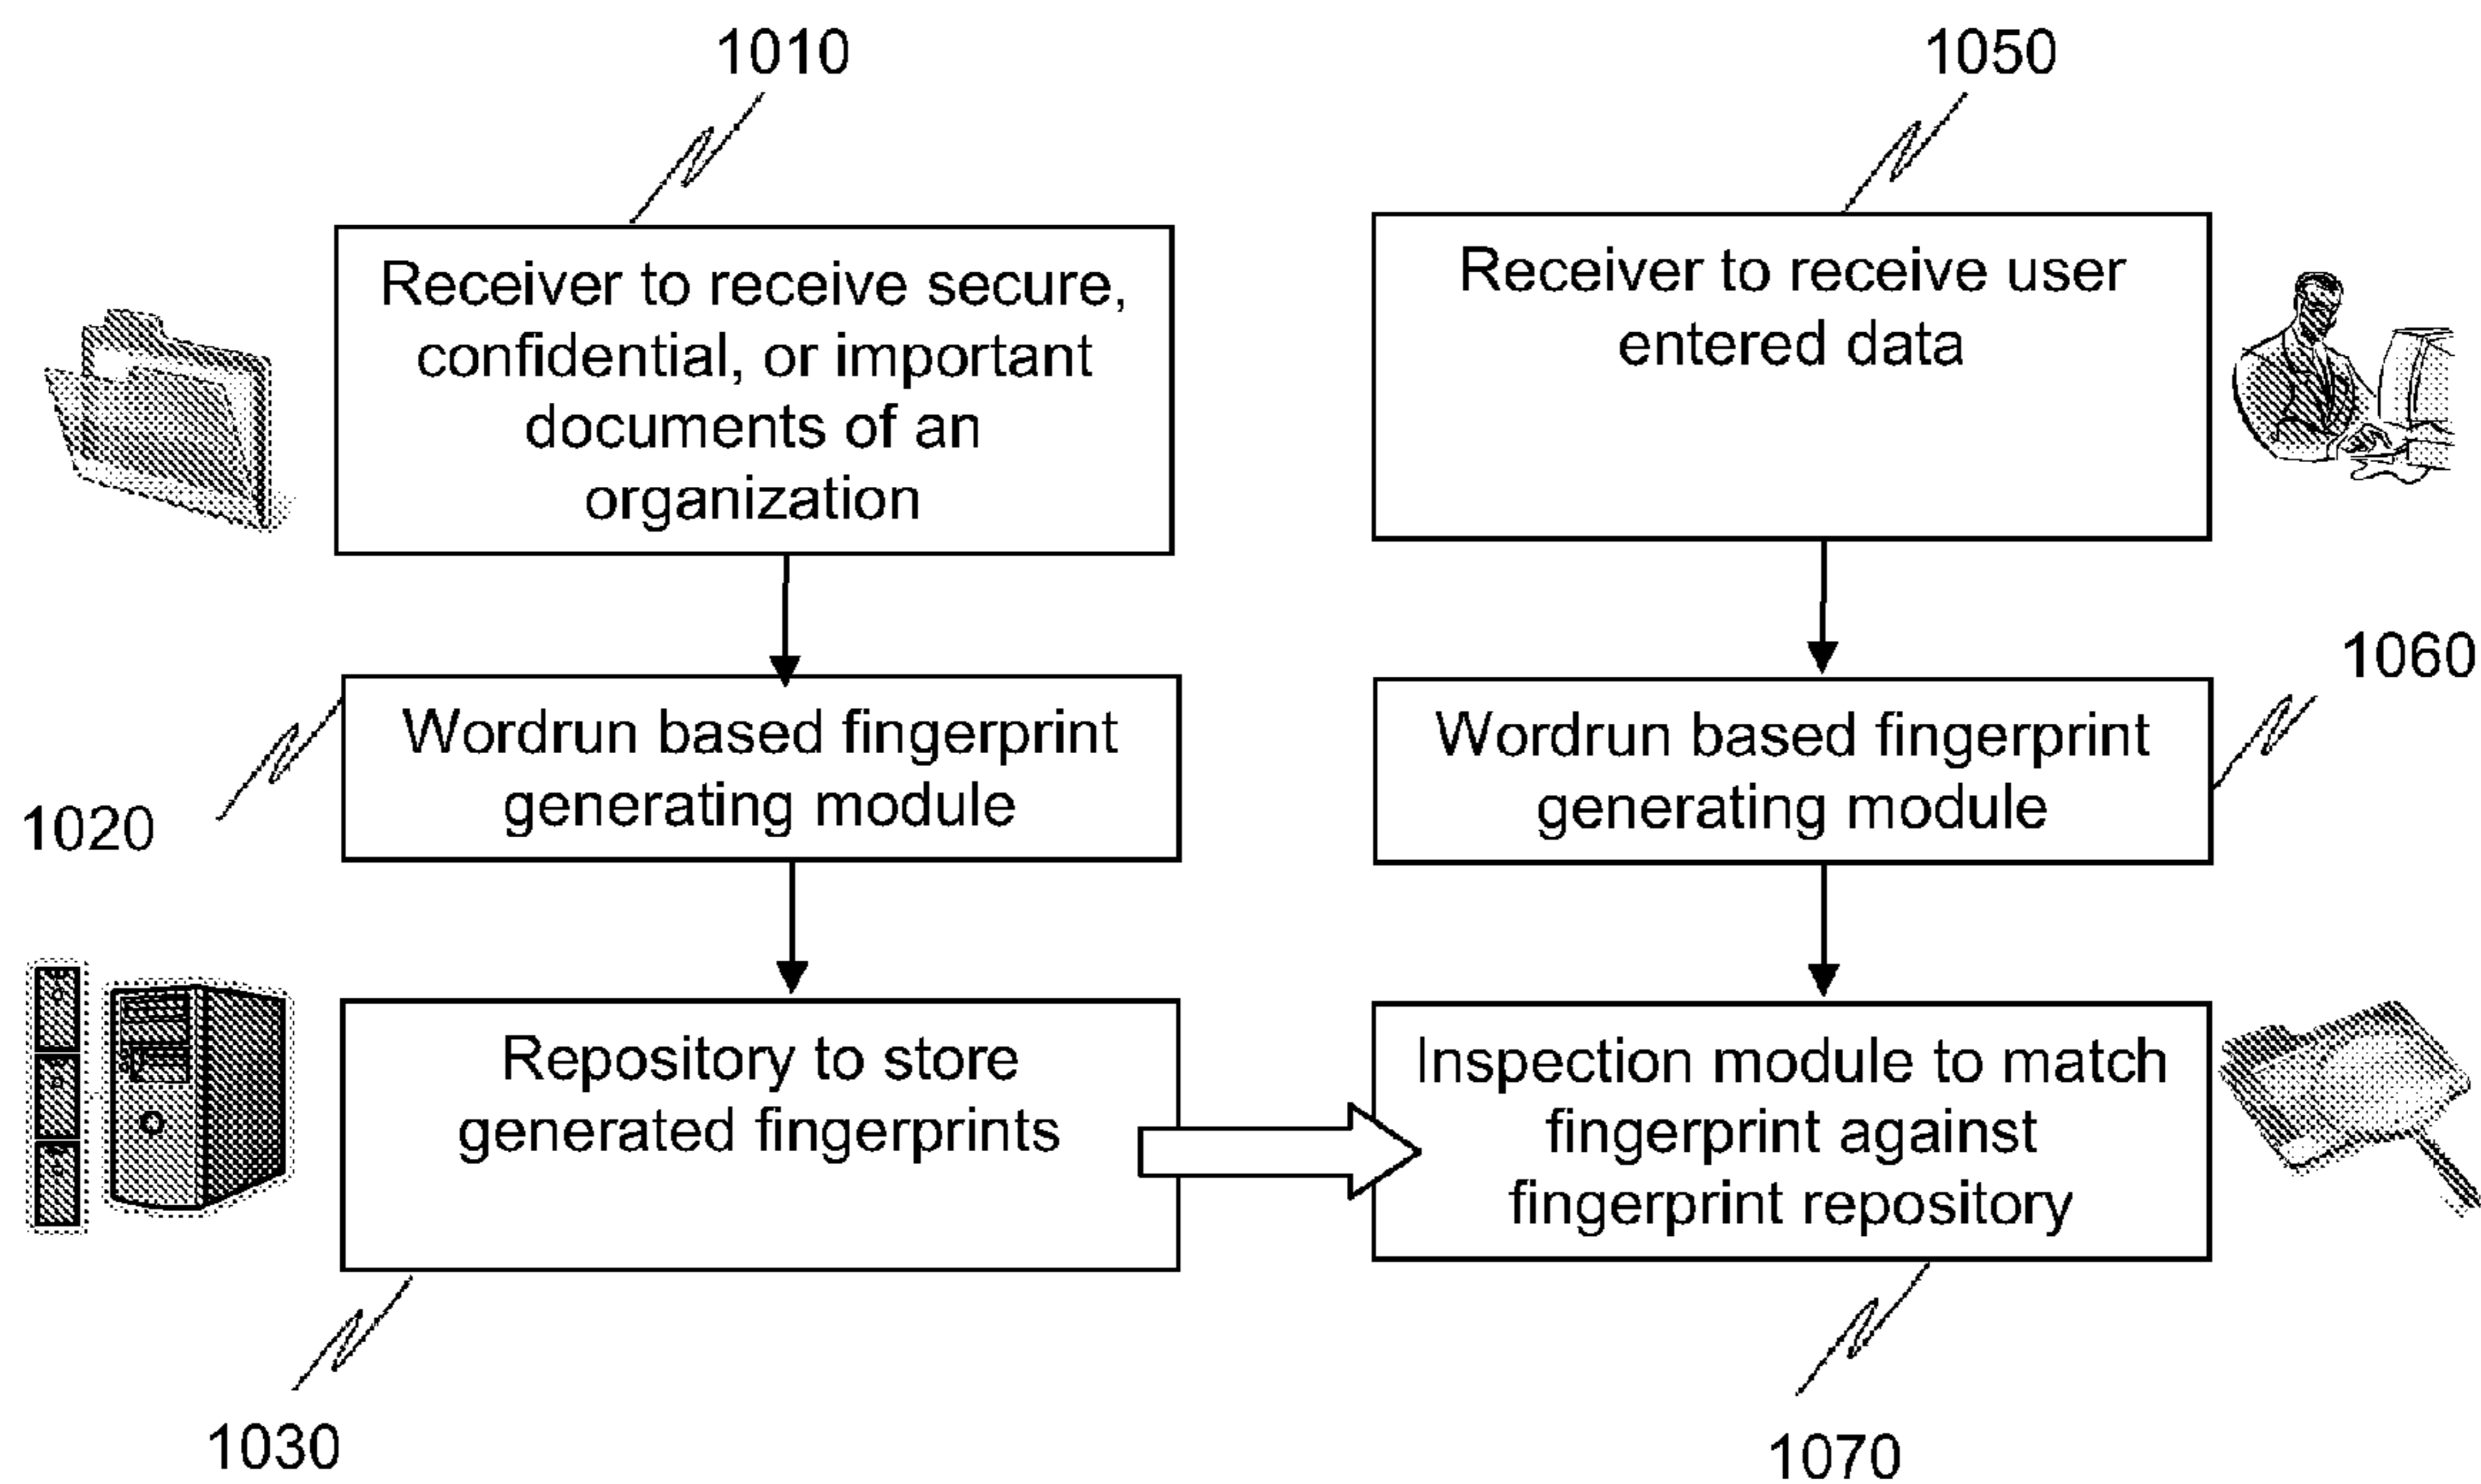 1010
Receiver to receive secure,
confidential, or important
documents of an
organization
1020
Wordrun based fingerprint
generating module
Repository to store
generated fingerprints
1030
1050
Receiver to receive user
entered data
1060
Wordrun based fingerprint
generating module
Inspection module to match
fingerprint against
fingerprint repository
1070